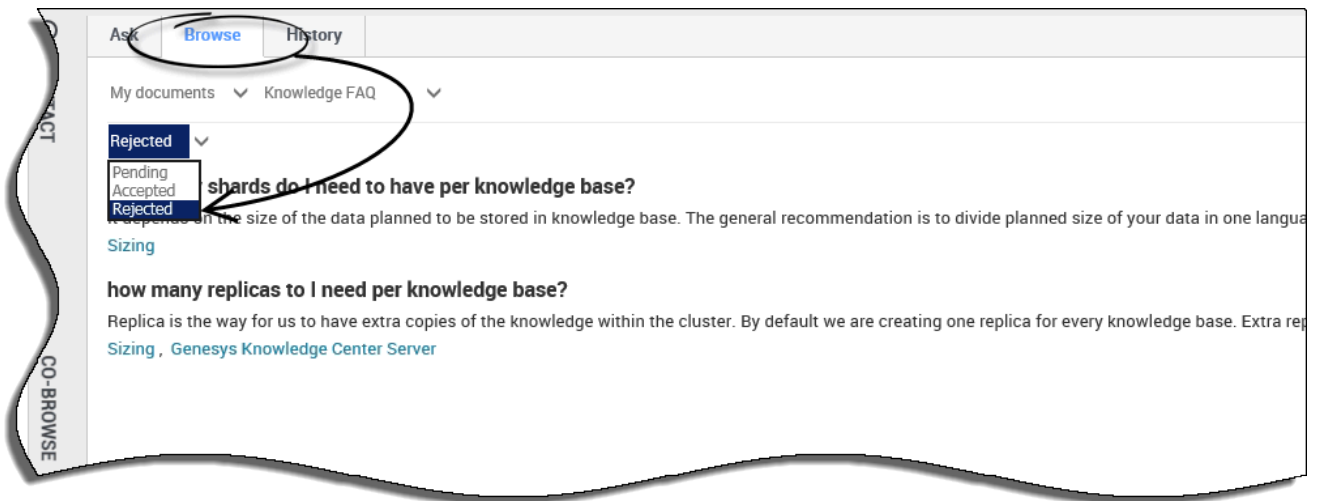 Ask Browse History
My documents Knowledge FAQ
Rejected
Pending
Accepted
Rejected
shards do I need to have per knowledge base?
depends on the size of the data planned to be stored in knowledge base. The general recommendation is to divide planned size of your data in one
Sizing
how many replicas to I need per knowledge base?
Replica is the way for us to have extra copies of the knowledge within the cluster. By default we are creating one replica for every knowledge base. Extra
Sizing , Genesys Knowledge Center Server
CO-BROWSE